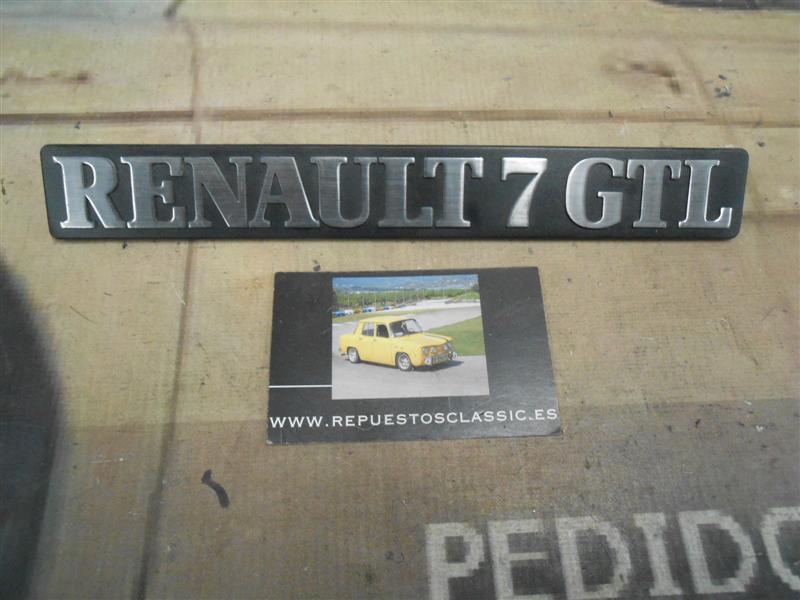 RENAULT 7 GTL
WWW.REPUESTOSCLASSIC.ES
PEDIDO